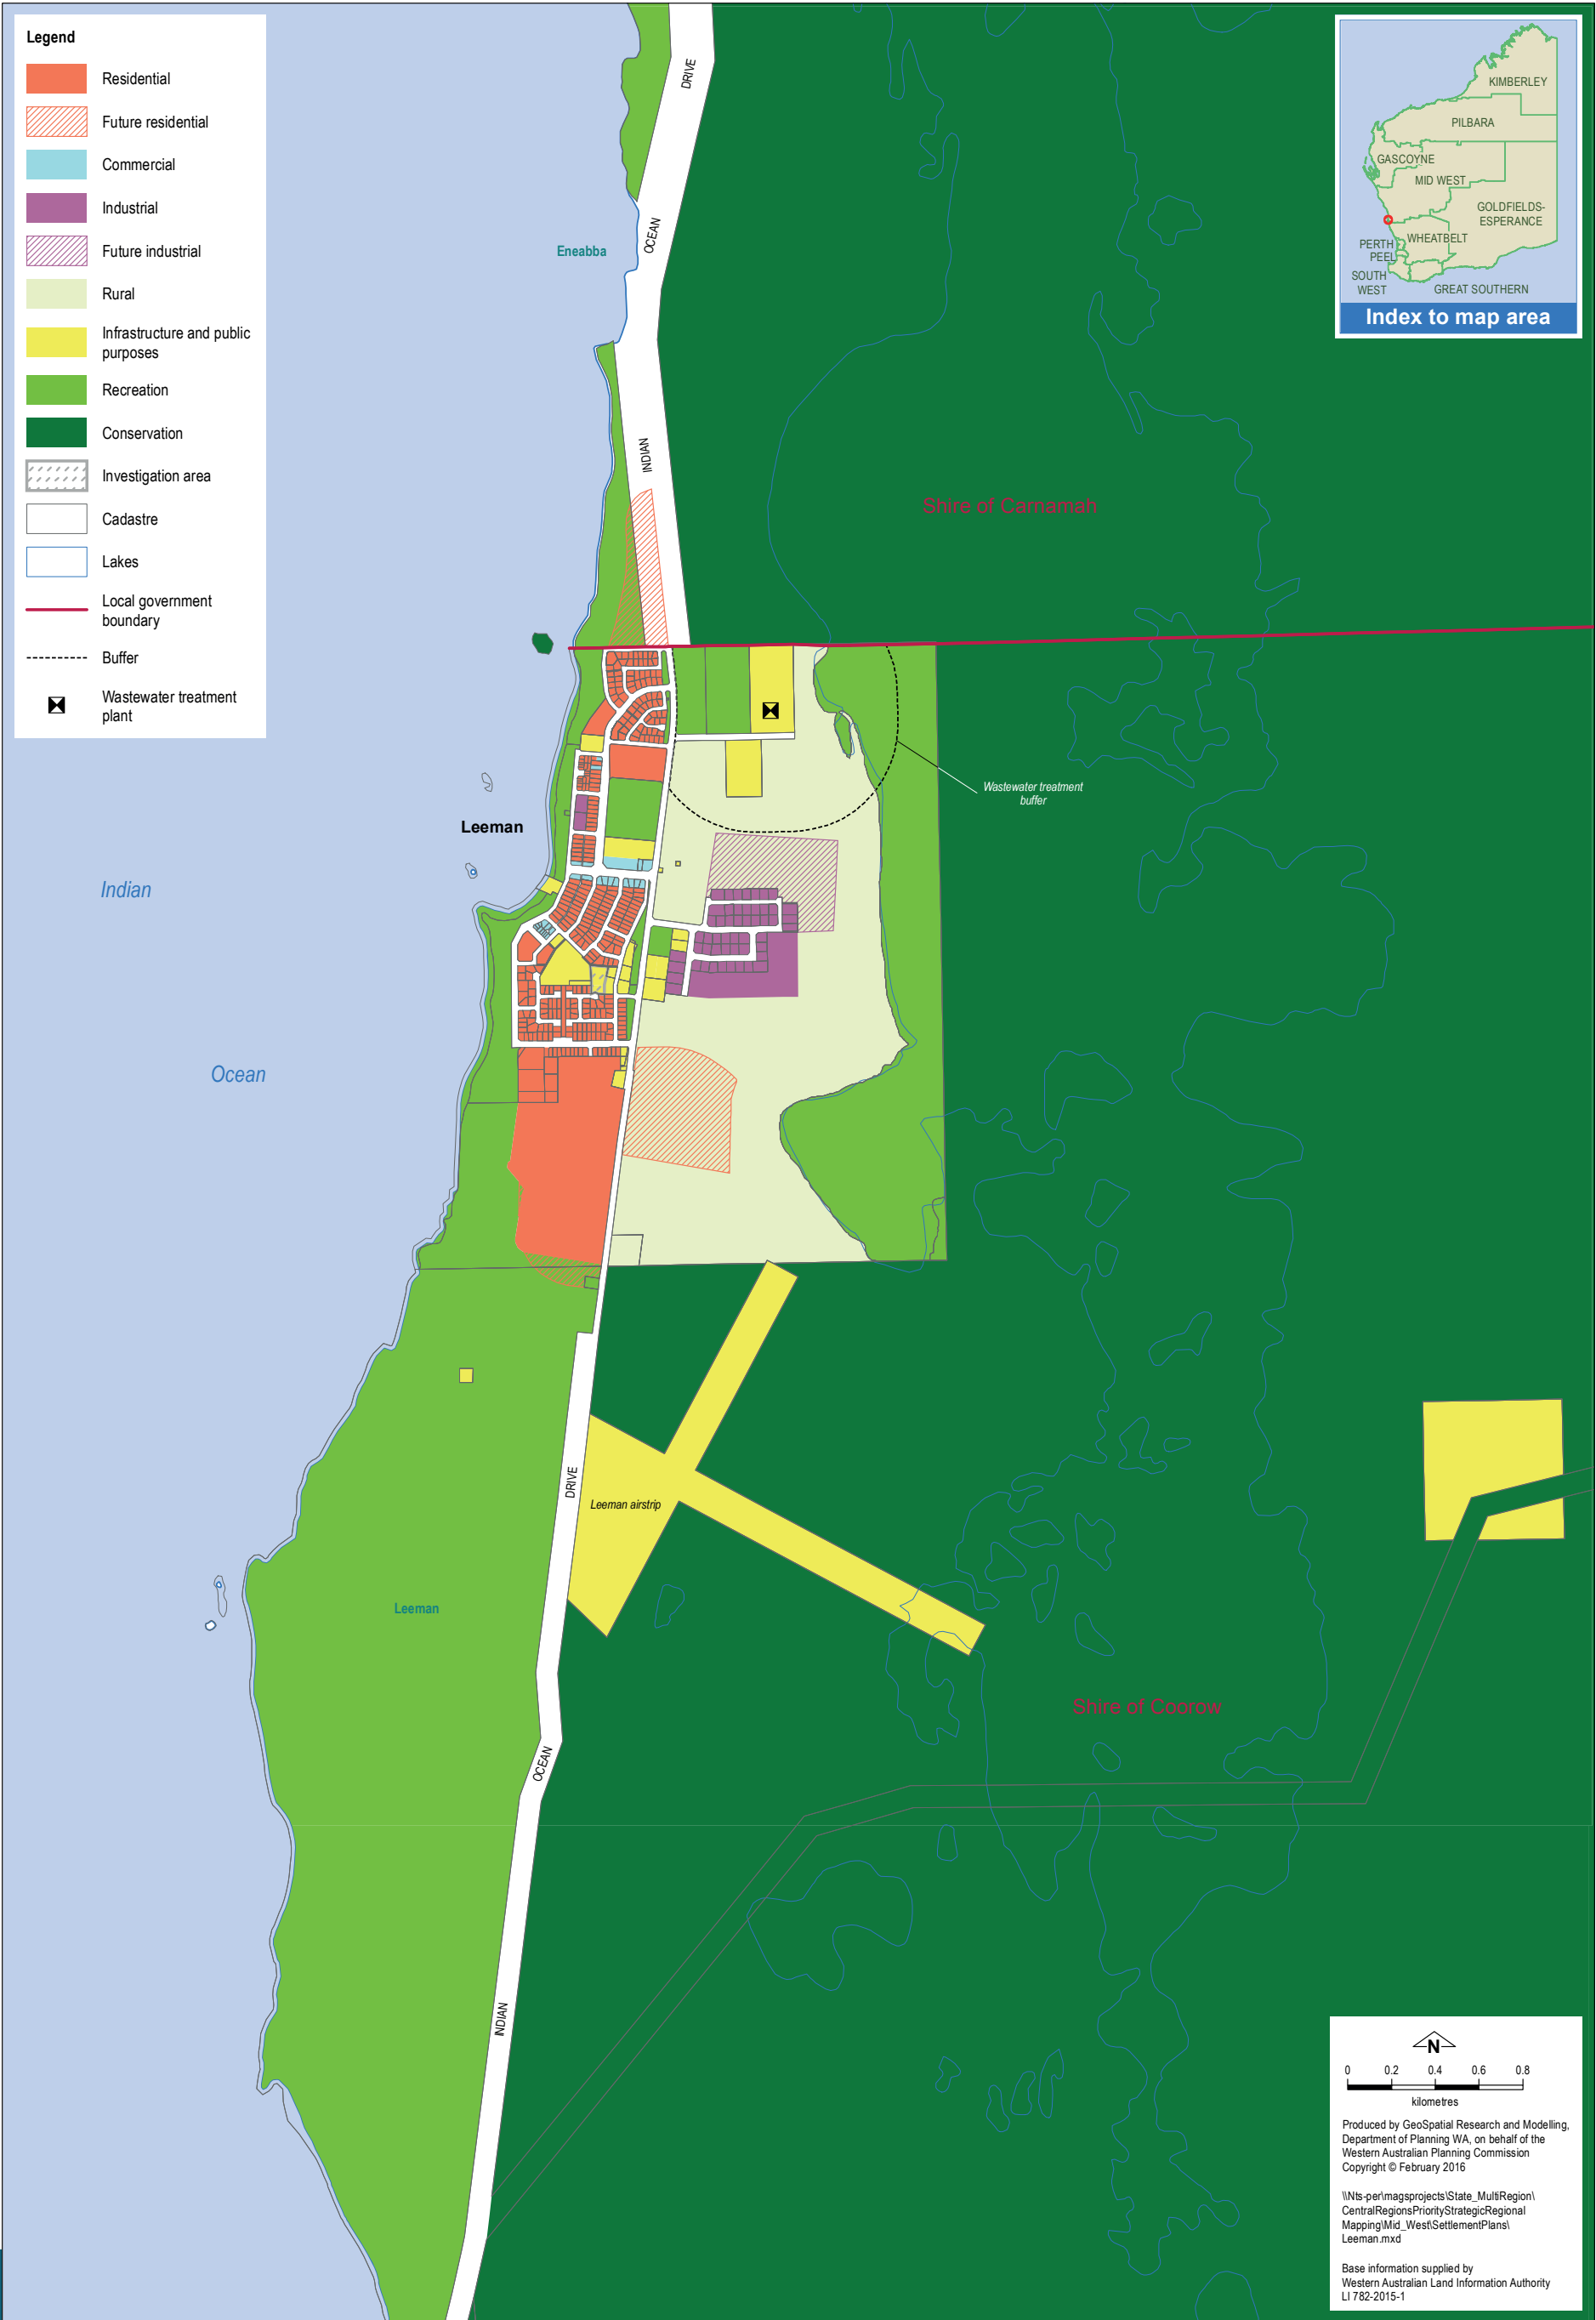 Legend
Residential
Future residential
Commercial
Industrial
Future industrial
Rural
Infrastructure and public
purposes
Recreation
Conservation
Investigation area
Cadastre
Lakes
Local government
boundary
Buffer
Wastewater treatment
plant
KIMBERLEY
PILBARA
GASCOYNE
MID WEST
GOLDFIELDS-
ESPERANCE
WHEATBELT
PERTH
PEEL
SOUTH
WEST
GREAT SOUTHERN
Index to map area
DRIVE
OCEAN
INDIAN
Eneabba
Shire of Carnamah
Wastewater treatment
buffer
Leeman
Indian
Ocean
DRIVE
Leeman airstrip
Leeman
Shire of Coorow
OCEAN
INDIAN
N
0 0.2 0.4 0.6 0.8
kilometres
Produced by GeoSpatial Research and Modelling,
Department of Planning WA, on behalf of the
Western Australian Planning Commission
Copyright © February 2016
\\Nts-per\magsprojects\State_MultiRegion\
CentralRegionsPriorityStrategicRegional
Mapping\Mid_West\SettlementPlans\
Leeman.mxd
Base information supplied by
Western Australian Land Information Authority
LI 782-2015-1